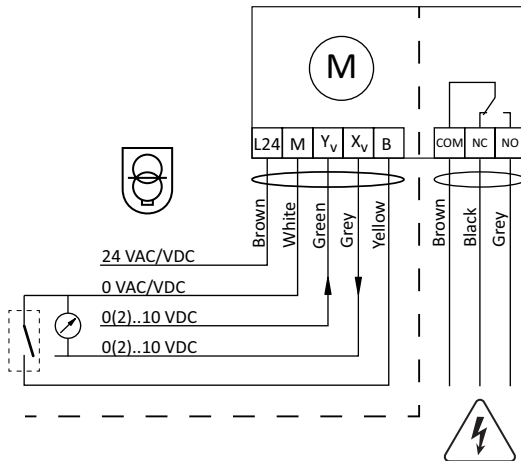 M
L24 M Yv Xv B
COM NC NO
Brown
White
Green
Grey
Yellow
Brown
Black
Grey
24 VAC/VDC
0 VAC/VDC
0(2)..10 VDC
0(2)..10 VDC